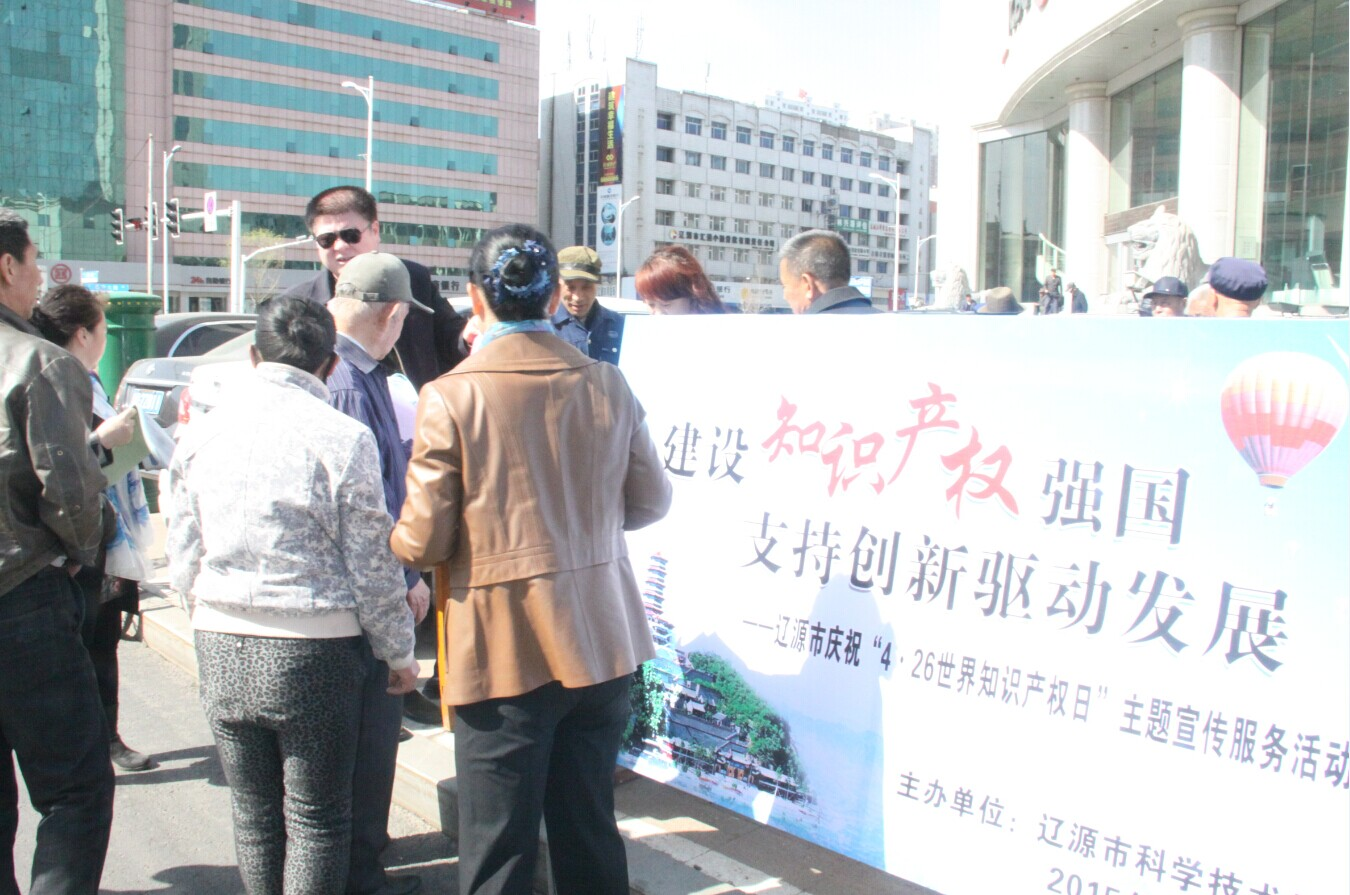 建设知识产权强国
支持创新驱动发展
——辽源市庆祝“4·26世界知识产权日”主题宣传服务活动
主办单位：辽源市科学技术
2015